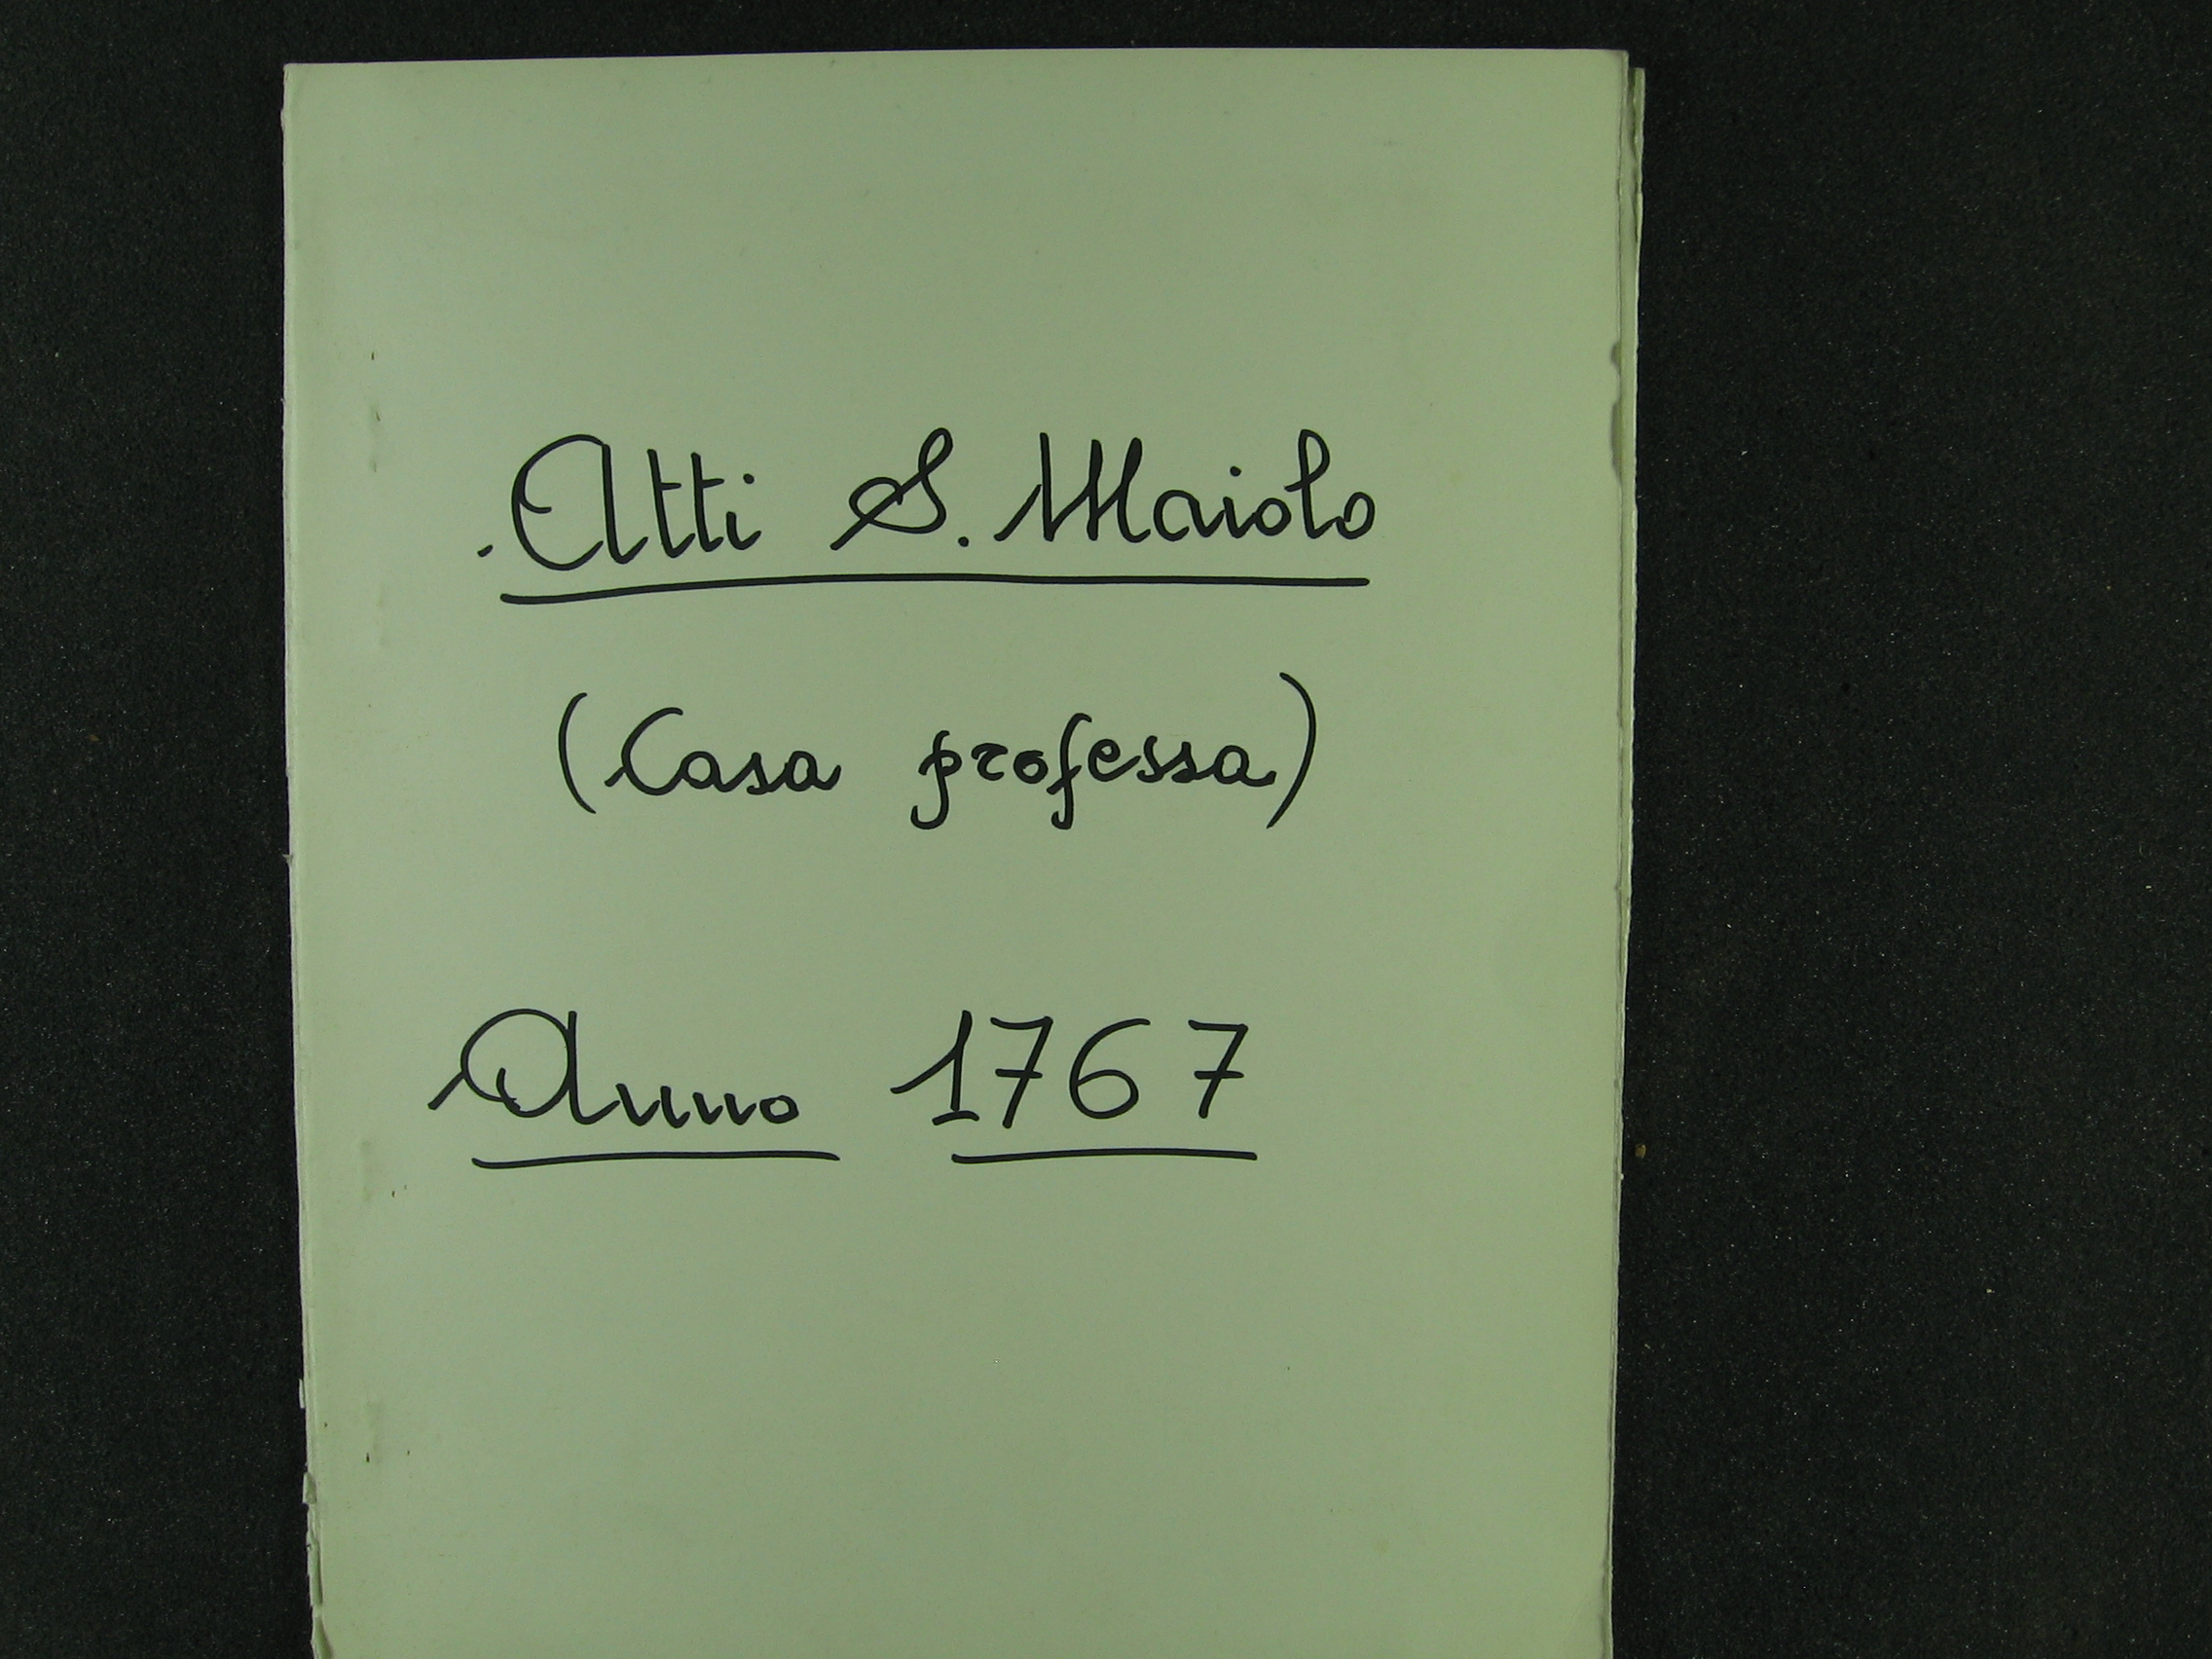 Atti S. Maiolo
(Casa professa)
Anno 1767